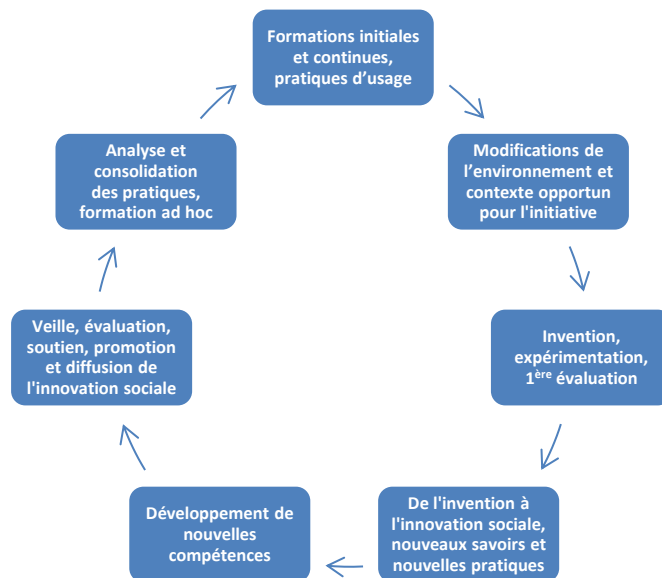 Formations initiales
et continues,
pratiques d’usage
Modifications de
l’environnement et
contexte opportun
pour l'initiative
Invention,
expérimentation,
1ère évaluation
De l'invention à
l'innovation sociale,
nouveaux savoirs et
nouvelles pratiques
Développement de
nouvelles
compétences
Veille, évaluation,
soutien, promotion
et diffusion de
l'innovation sociale
Analyse et
consolidation
des pratiques,
formation ad hoc